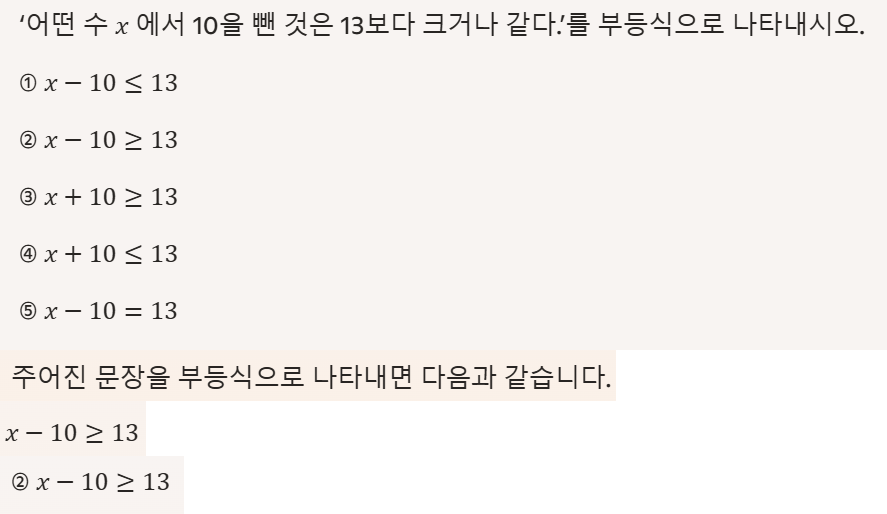 ‘어떤 수 x 에서 10을 뺀 것은 13보다 크거나 같다.’를 부등식으로 나타내시오.
① x − 10 ≤ 13
② x − 10 ≥ 13
③ x + 10 ≥ 13
④ x + 10 ≤ 13
⑤ x − 10 = 13
주어진 문장을 부등식으로 나타내면 다음과 같습니다.
x − 10 ≥ 13
② x − 10 ≥ 13